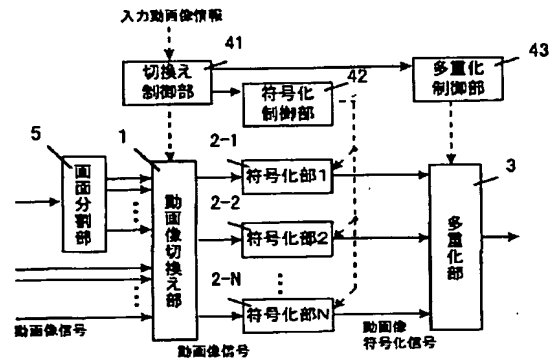 入力動画像情報
41
切換え
制御部
42
符号化
制御部
43
多重化
制御部
5
画面分割部
1
動画像切換え部
2-1
符号化部1
2-2
符号化部2
2-N
符号化部N
3
多重化部
動画像信号
動画像信号
動画像
符号化信号